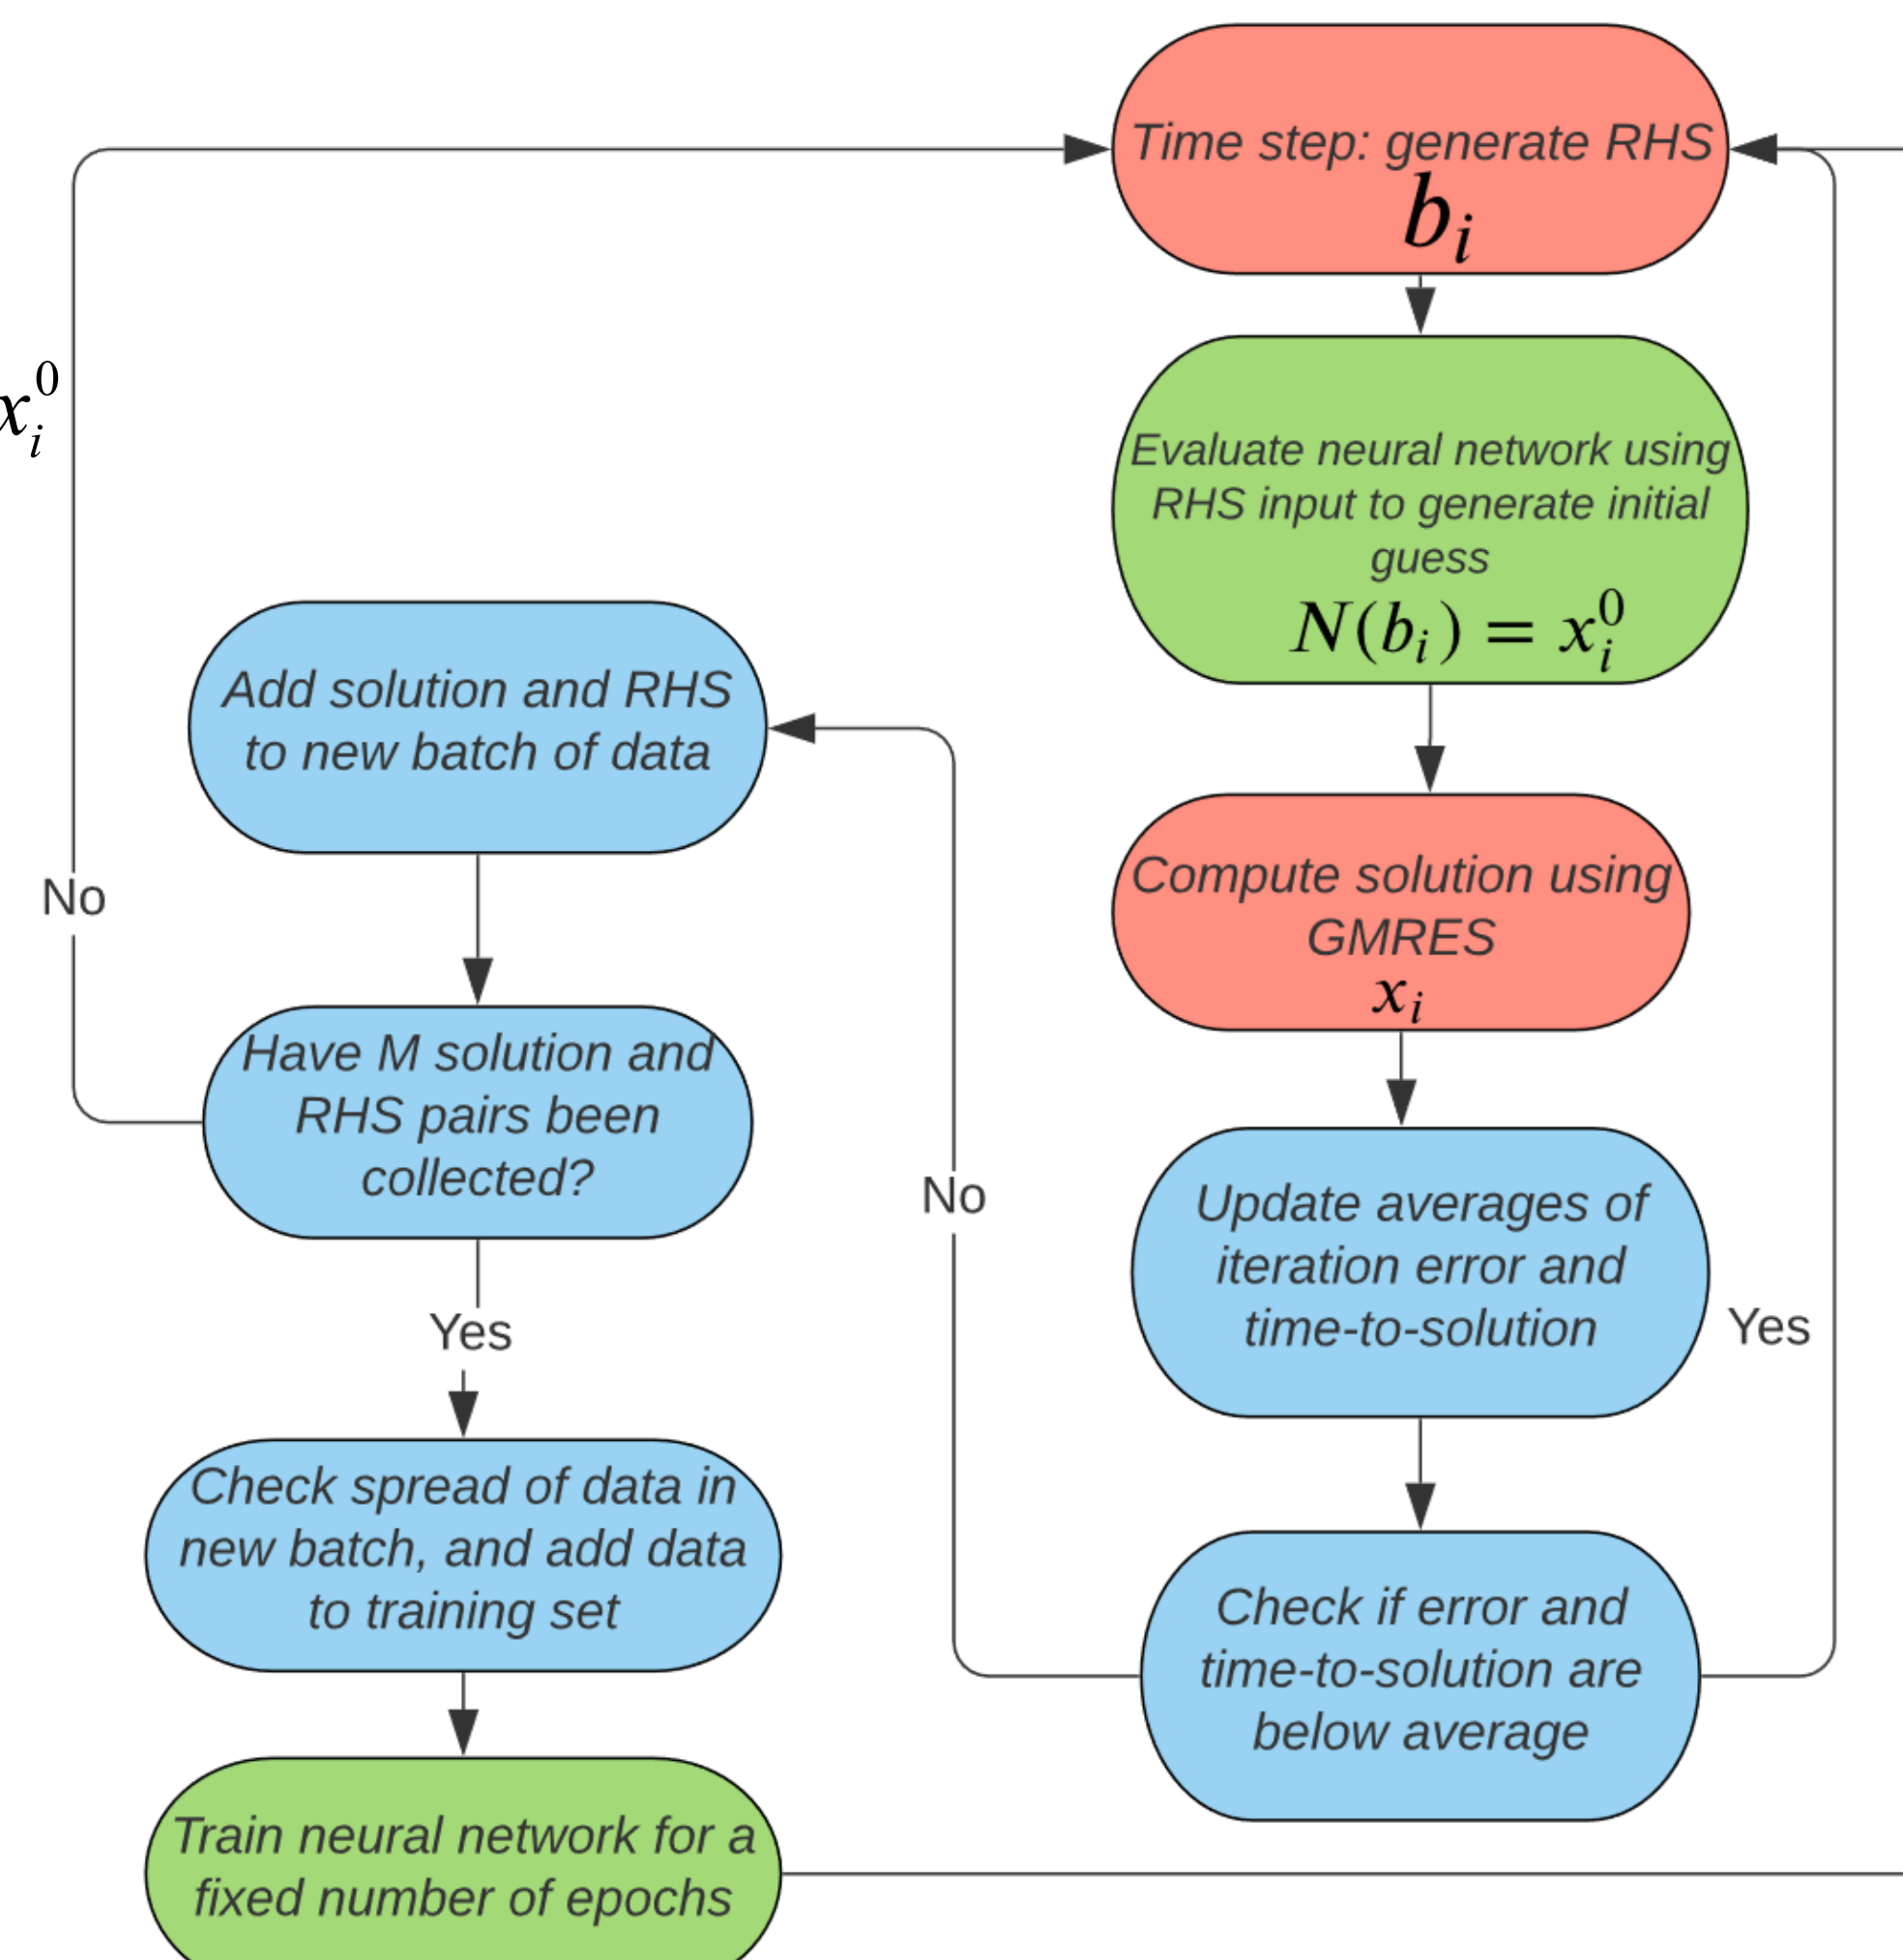 Time step: generate RHS
b_i
x_i^0
Evaluate neural network using
RHS input to generate initial
guess
N(b_i) = x_i^0
Add solution and RHS
to new batch of data
Compute solution using
GMRES
x_i
No
Have M solution and
RHS pairs been
collected?
No
Update averages of
iteration error and
time-to-solution
Yes
Yes
Check spread of data in
new batch, and add data
to training set
Check if error and
time-to-solution are
below average
Train neural network for a
fixed number of epochs